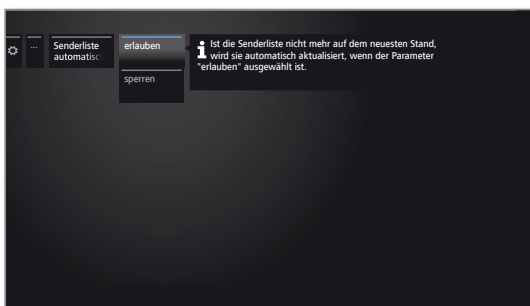 ...
Senderliste
automatisc
erlauben
sperren
Ist die Senderliste nicht mehr auf dem neuesten Stand,
wird sie automatisch aktualisiert, wenn der Parameter
"erlauben" ausgewählt ist.